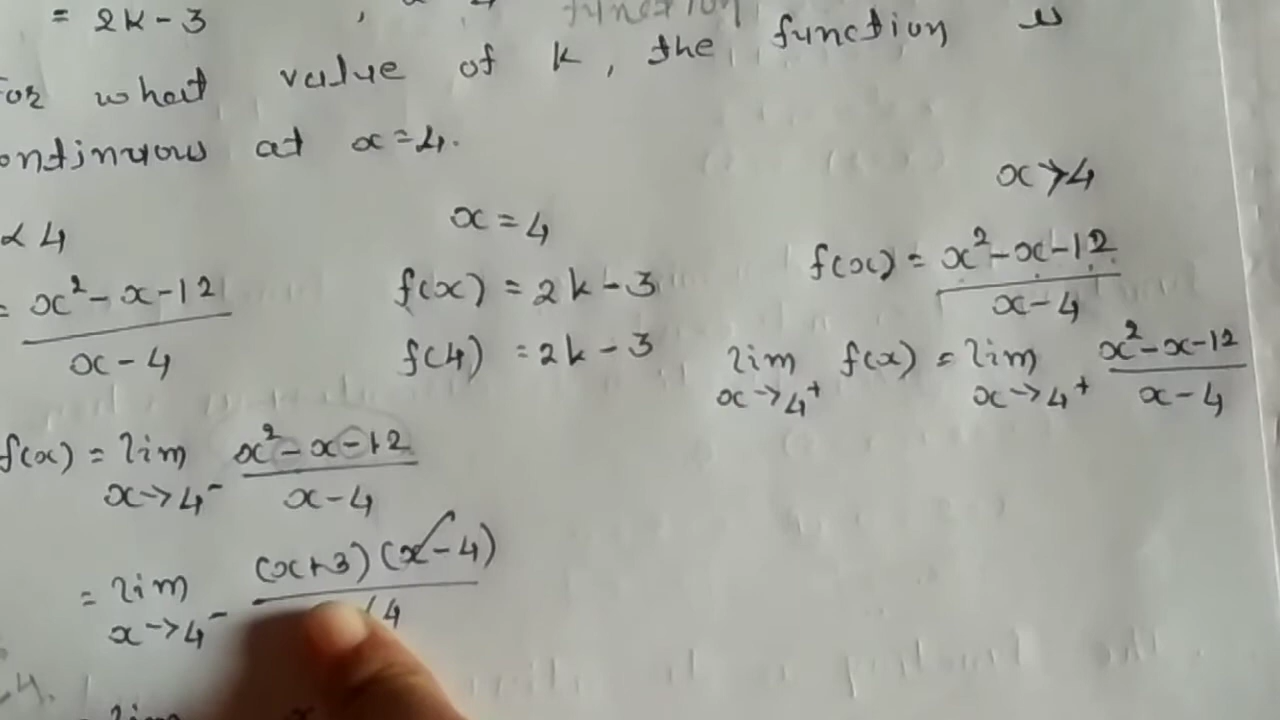 = 2k-3 ,
for what value of k, the function is
continuous at x=4.
x < 4
x = 4
x > 4
= x²-x-12 / x-4
f(x) = 2k-3
f(4) = 2k-3
f(x) = x²-x-12 / x-4
lim x→4⁺ f(x) = lim x→4⁺ x²-x-12 / x-4
f(x) = lim x→4⁻ x²-x-12 / x-4
= lim x→4⁻ (x+3)(x-4) / 4
lim